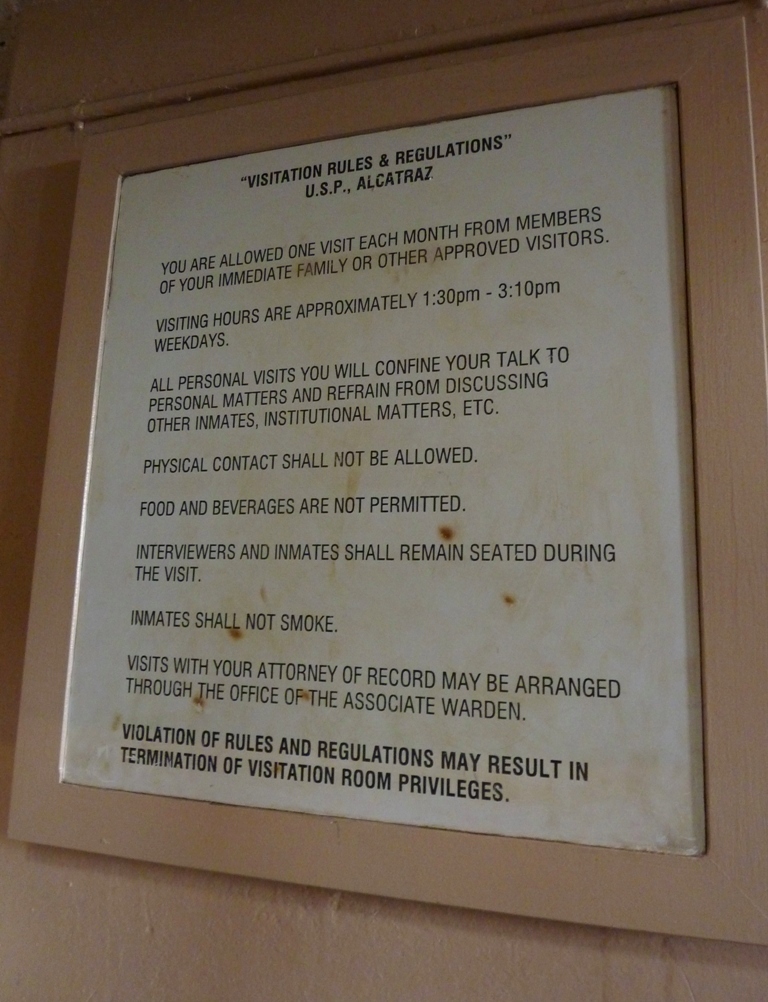 “VISITATION RULES & REGULATIONS”
U.S.P., ALCATRAZ
YOU ARE ALLOWED ONE VISIT EACH MONTH FROM MEMBERS
OF YOUR IMMEDIATE FAMILY OR OTHER APPROVED VISITORS.
VISITING HOURS ARE APPROXIMATELY 1:30pm - 3:10pm
WEEKDAYS.
ALL PERSONAL VISITS YOU WILL CONFINE YOUR TALK TO
PERSONAL MATTERS AND REFRAIN FROM DISCUSSING
OTHER INMATES, INSTITUTIONAL MATTERS, ETC.
PHYSICAL CONTACT SHALL NOT BE ALLOWED.
FOOD AND BEVERAGES ARE NOT PERMITTED.
INTERVIEWERS AND INMATES SHALL REMAIN SEATED DURING
THE VISIT.
INMATES SHALL NOT SMOKE.
VISITS WITH YOUR ATTORNEY OF RECORD MAY BE ARRANGED
THROUGH THE OFFICE OF THE ASSOCIATE WARDEN.
VIOLATION OF RULES AND REGULATIONS MAY RESULT IN
TERMINATION OF VISITATION ROOM PRIVILEGES.